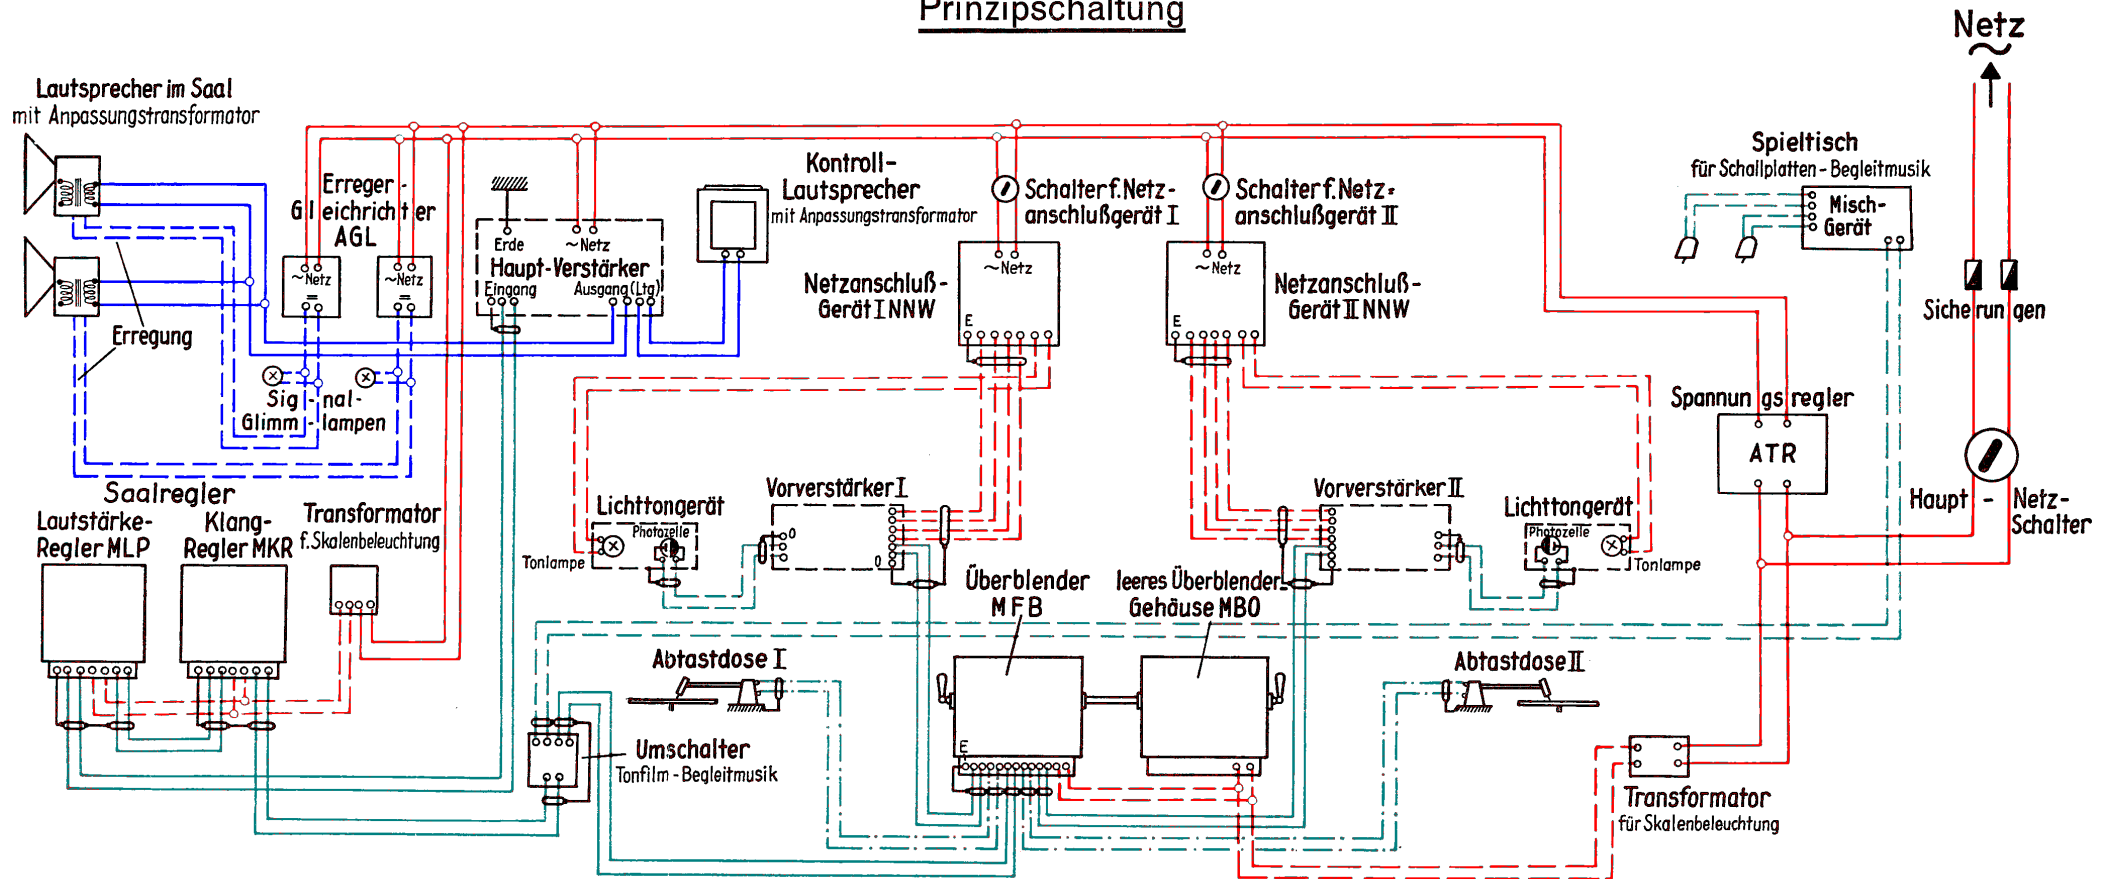 Prinzipschaltung
Netz
~
Lautsprecher im Saal
mit Anpassungstransformator
Erreger-
Gleichrichter
AGL
~Netz
=
~Netz
=
Erregung
Sig-nal-
Glimm-lampen
Erde
~Netz
Haupt-Verstärker
Eingang
Ausgang (Ltg)
Kontroll-
Lautsprecher
mit Anpassungstransformator
Schalter f. Netz-
anschlußgerät I
~Netz
Netzanschluß-
Gerät I NNW
E
Schalter f. Netz-
anschlußgerät II
~Netz
Netzanschluß-
Gerät II NNW
E
Spieltisch
für Schallplatten-Begleitmusik
Misch-
Gerät
Sicherungen
Spannungsregler
ATR
Haupt-Netz-
Schalter
Saalregler
Lautstärke-
Regler MLP
Klang-
Regler MKR
Transformator
f. Skalenbeleuchtung
Lichttongerät
Photozelle
Tonlampe
Vorverstärker I
0
0
Vorverstärker II
Lichttongerät
Photozelle
Tonlampe
Überblender
MFB
leeres Überblender-
Gehäuse MBO
Abtastdose I
Abtastdose II
E
Umschalter
Tonfilm-Begleitmusik
Transformator
für Skalenbeleuchtung